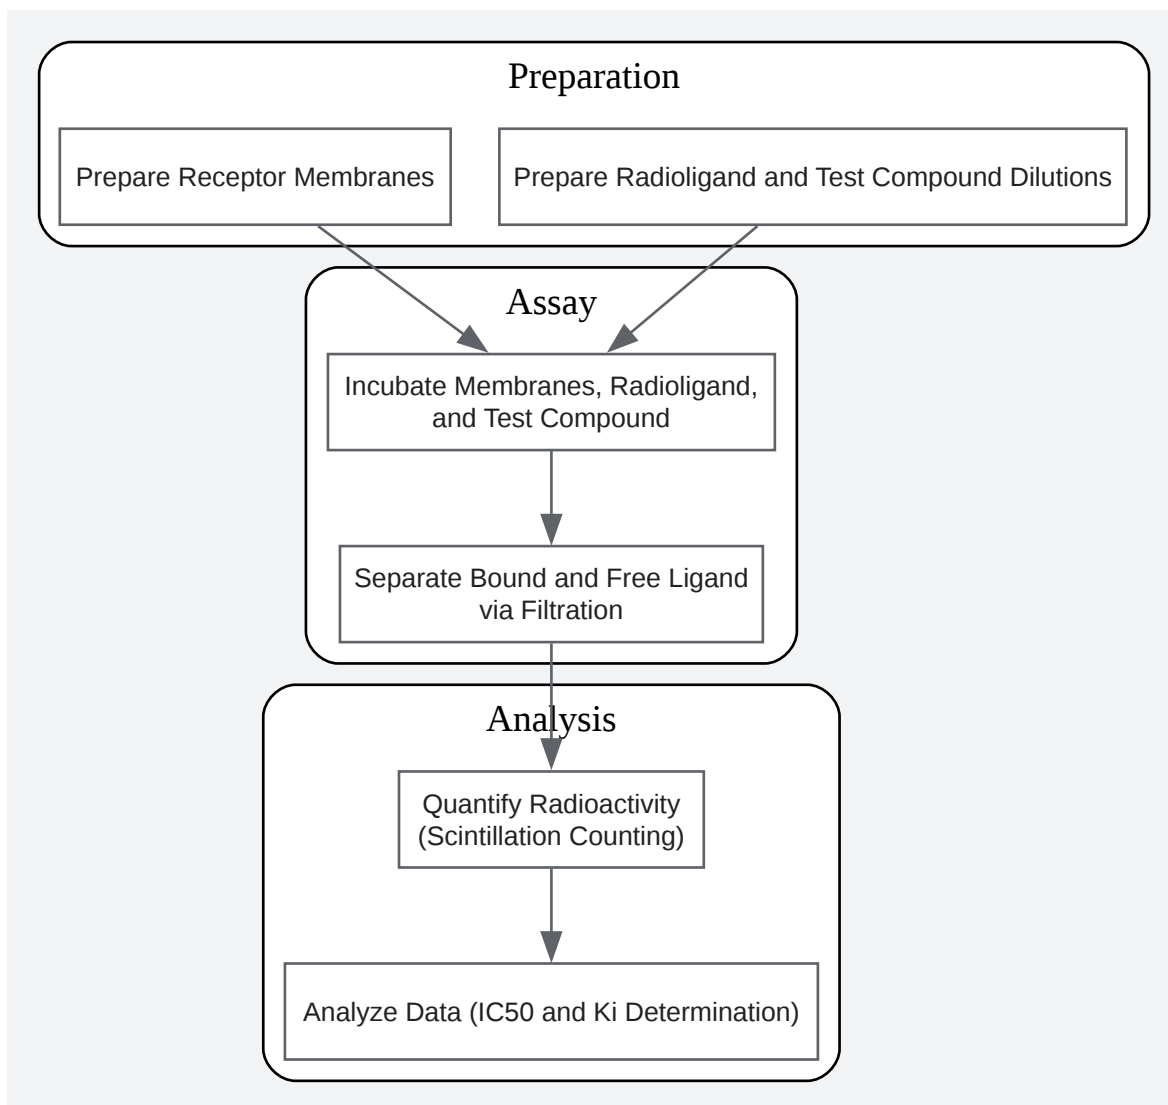 Preparation
Prepare Receptor Membranes
Prepare Radioligand and Test Compound Dilutions
Assay
Incubate Membranes, Radioligand,
and Test Compound
Separate Bound and Free Ligand
via Filtration
Analysis
Quantify Radioactivity
(Scintillation Counting)
Analyze Data (IC50 and Ki Determination)